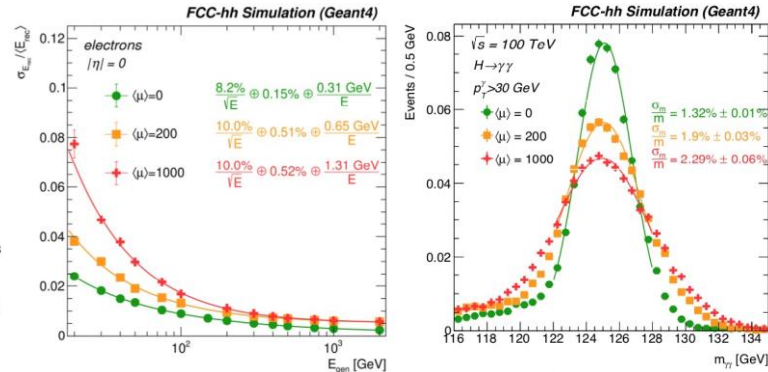 FCC-hh Simulation (Geant4)
σ_E_rec/⟨E_rec⟩
0.12
0.1
0.08
0.06
0.04
0.02
0
electrons
|η| = 0
⟨μ⟩=0
8.2%/√E ⊕ 0.15% ⊕ 0.31 GeV/E
⟨μ⟩=200
10.0%/√E ⊕ 0.51% ⊕ 0.65 GeV/E
⟨μ⟩=1000
10.0%/√E ⊕ 0.52% ⊕ 1.31 GeV/E
10²
10³
E_gen [GeV]
FCC-hh Simulation (Geant4)
Events / 0.5 GeV
0.08
0.06
0.04
0.02
0
√s = 100 TeV
H→γγ
p_T^γ>30 GeV
⟨μ⟩ = 0
⟨μ⟩ = 200
⟨μ⟩ = 1000
σ_m/m = 1.32% ± 0.01%
σ_m/m = 1.9% ± 0.03%
σ_m/m = 2.29% ± 0.06%
116 118 120 122 124 126 128 130 132 134
m_γγ [GeV]